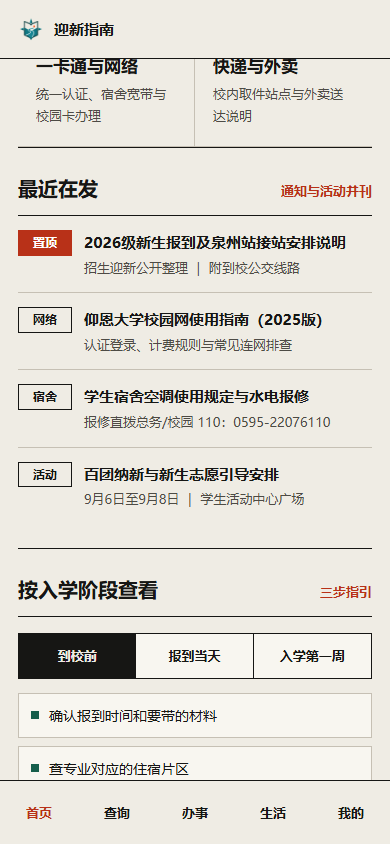 迎新指南
一卡通与网络
快递与外卖
统一认证、宿舍宽带与
校园卡办理
校内取件站点与外卖送
达说明
最近在发
通知与活动并刊
置顶
2026级新生报到及泉州站接站安排说明
招生迎新公开整理 | 附到校公交线路
网络
仰恩大学校园网使用指南（2025版）
认证登录、计费规则与常见连网排查
宿舍
学生宿舍空调使用规定与水电报修
报修直拨总务/校园 110：0595-22076110
活动
百团纳新与新生志愿引导安排
9月6日至9月8日 | 学生活动中心广场
按入学阶段查看
三步指引
到校前
报到当天
入学第一周
确认报到时间和要带的材料
查专业对应的住宿片区
首页
查询
办事
生活
我的